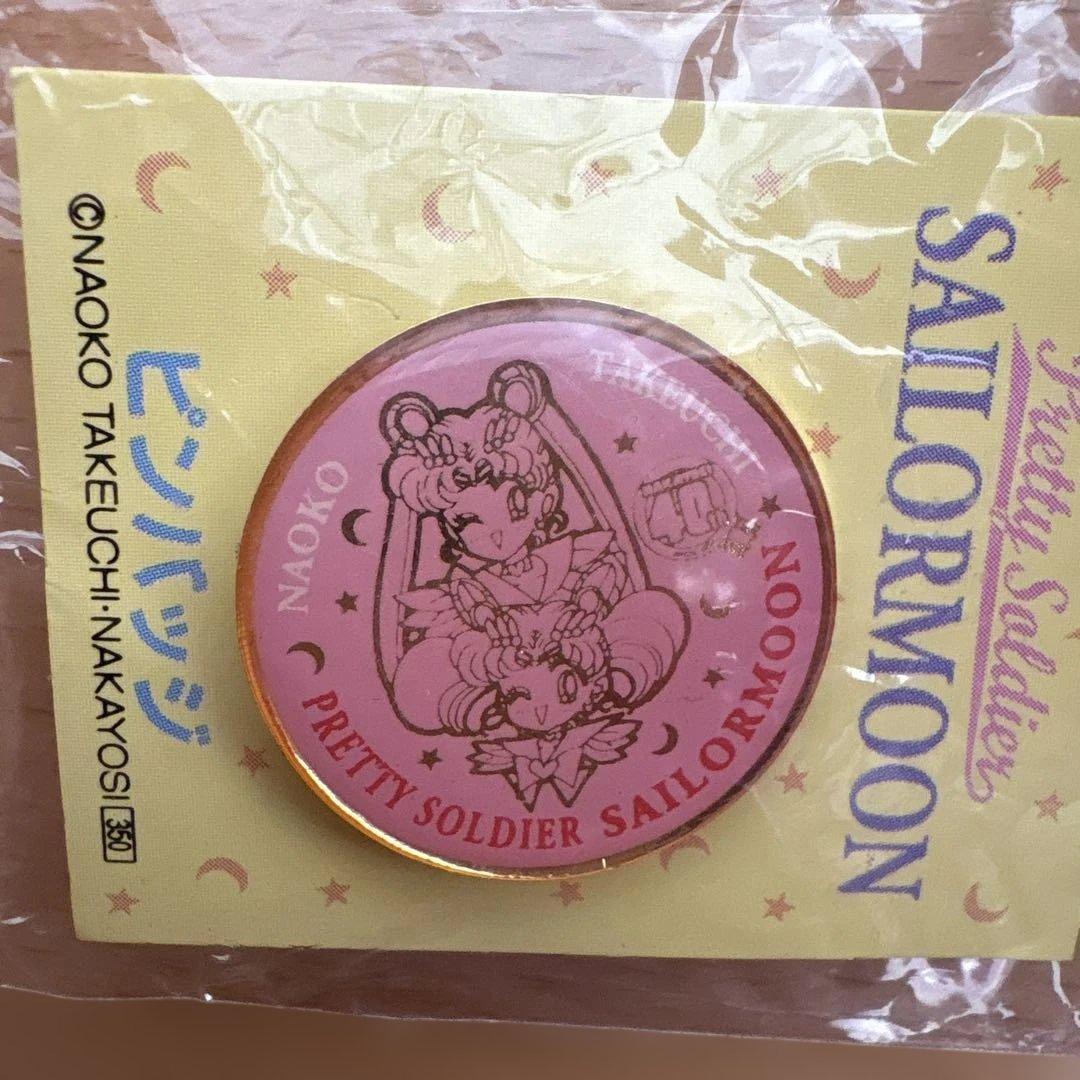 Pretty Soldier
SAILORMOON
NAOKO
TAKEUCHI
PRETTY SOLDIER SAILORMOON
ピンバッジ
©NAOKO TAKEUCHI·NAKAYOSI 350